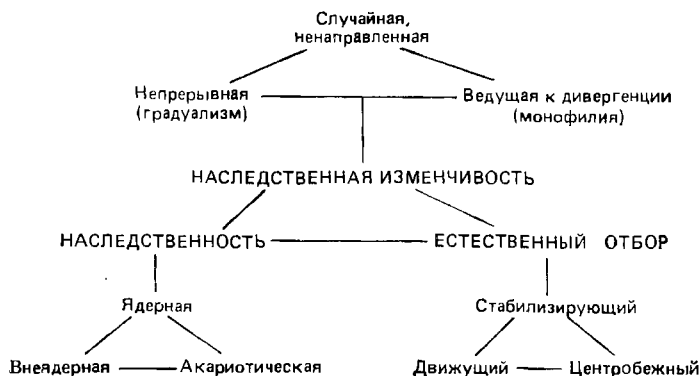 Случайная,
ненаправленная
Непрерывная Ведущая к дивергенции
(градуализм) (монофилия)
НАСЛЕДСТВЕННАЯ ИЗМЕНЧИВОСТЬ
НАСЛЕДСТВЕННОСТЬ ЕСТЕСТВЕННЫЙ ОТБОР
Ядерная Стабилизирующий
Внеядерная Акариотическая Движущий Центробежный